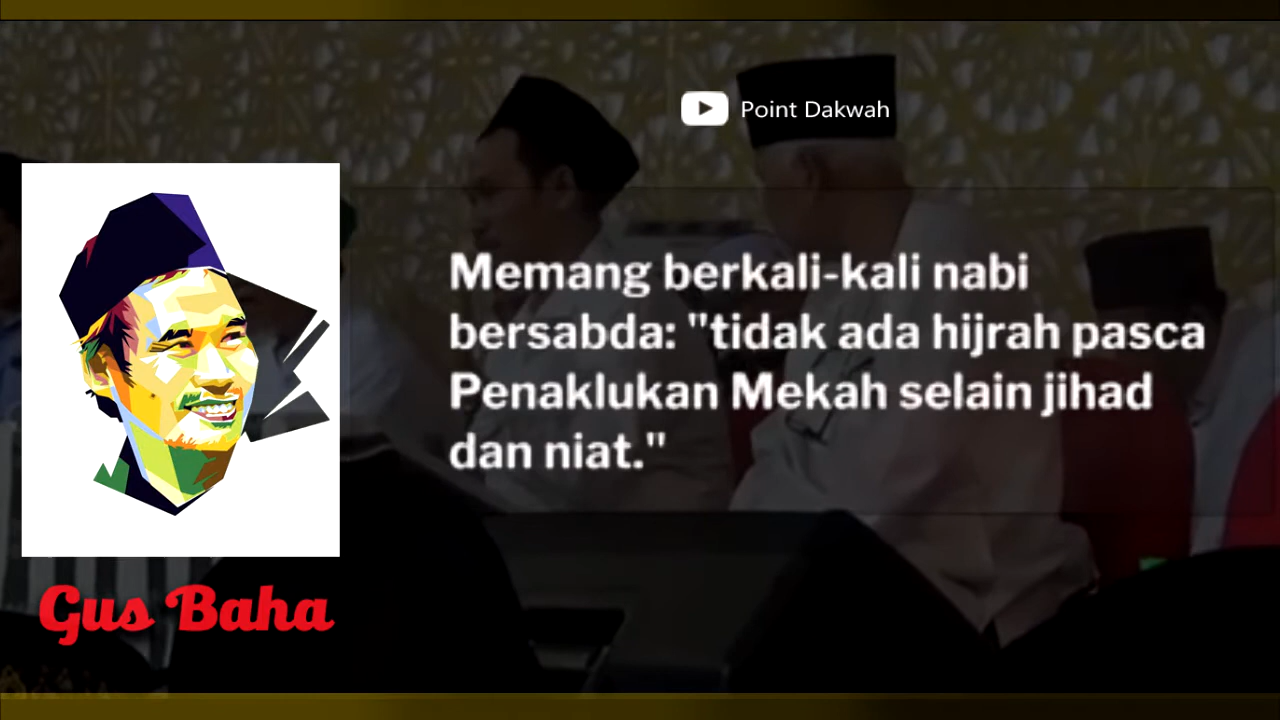 Point Dakwah
Memang berkali-kali nabi
bersabda: "tidak ada hijrah pasca
Penaklukan Mekah selain jihad
dan niat."
Gus Baha